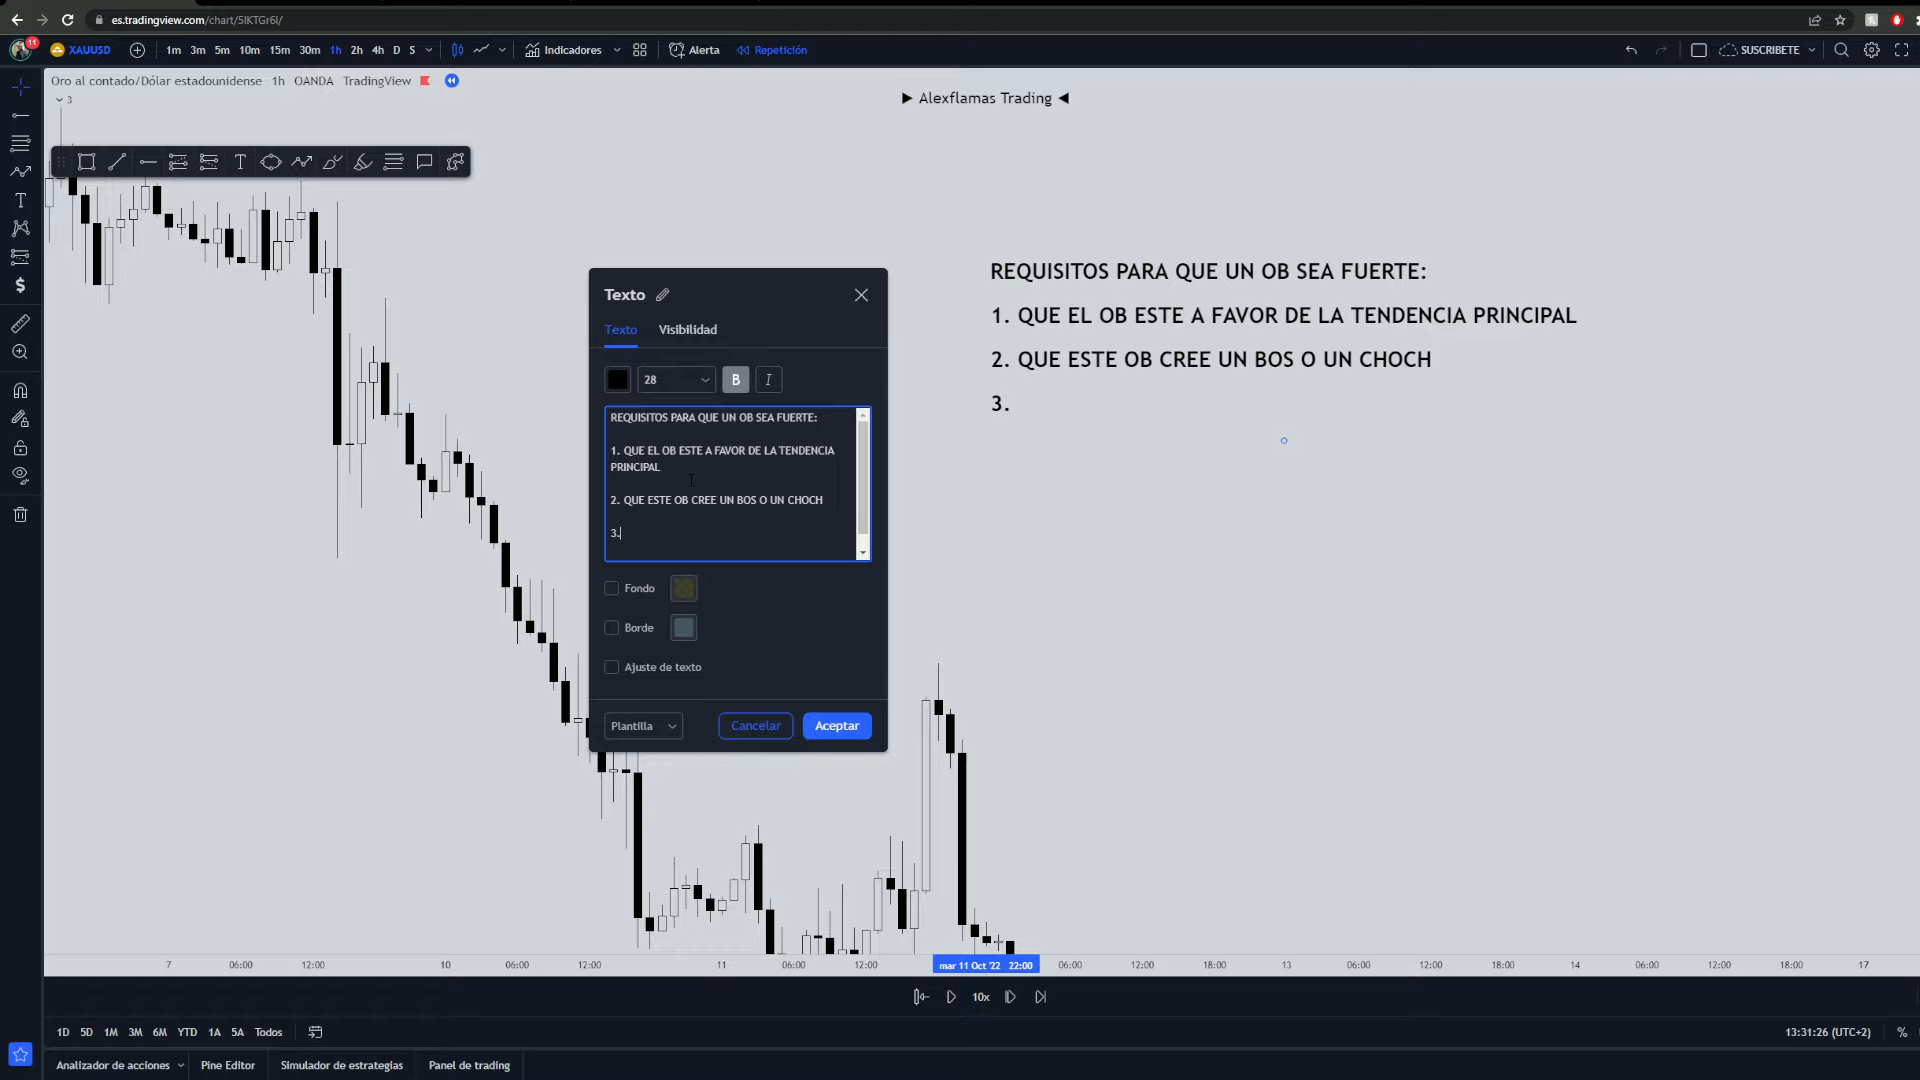 es.tradingview.com/chart/5IKTGr6I/
11
XAUUSD
1m 3m 5m 10m 15m 30m 1h 2h 4h D S
Indicadores
Alerta
Repetición
SUSCRIBETE
Oro al contado/Dólar estadounidense 1h OANDA TradingView
3
► Alexflamas Trading ◄
REQUISITOS PARA QUE UN OB SEA FUERTE:
1. QUE EL OB ESTE A FAVOR DE LA TENDENCIA PRINCIPAL
2. QUE ESTE OB CREE UN BOS O UN CHOCH
3.
Texto
Texto Visibilidad
28
B I
REQUISITOS PARA QUE UN OB SEA FUERTE:
1. QUE EL OB ESTE A FAVOR DE LA TENDENCIA
PRINCIPAL
2. QUE ESTE OB CREE UN BOS O UN CHOCH
3.
Fondo
Borde
Ajuste de texto
Plantilla
Cancelar
Aceptar
7 06:00 12:00 10 06:00 12:00 11 06:00 12:00 mar 11 Oct '22 22:00 06:00 12:00 18:00 13 06:00 12:00 18:00 14 06:00 12:00 18:00 17
10x
1D 5D 1M 3M 6M YTD 1A 5A Todos
13:31:26 (UTC+2)
%
Analizador de acciones Pine Editor Simulador de estrategias Panel de trading